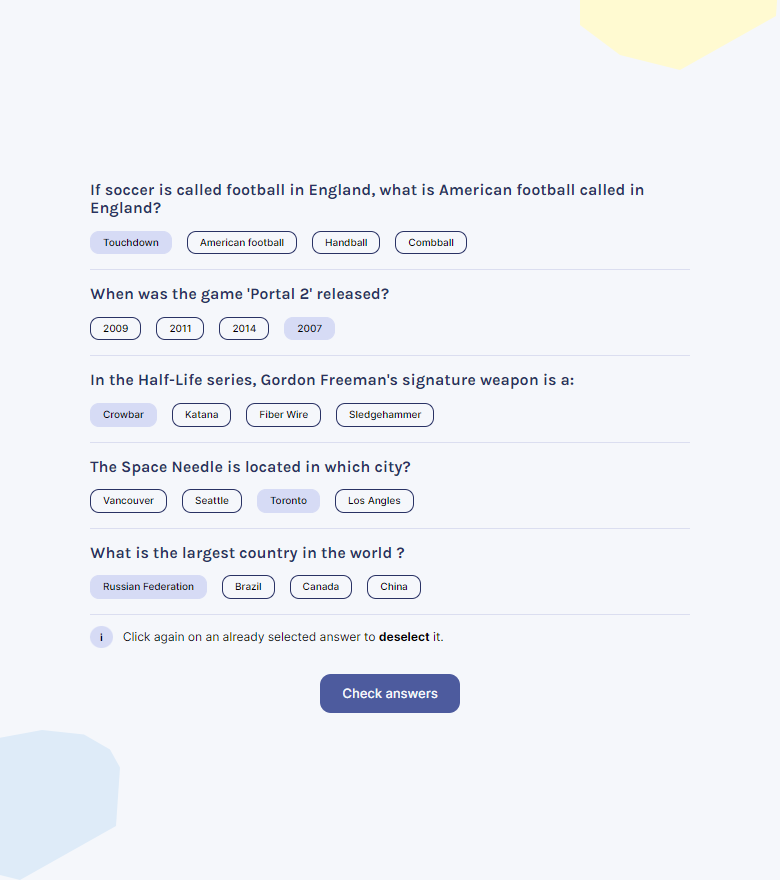 If soccer is called football in England, what is American football called in
England?
Touchdown American football Handball Combball
When was the game 'Portal 2' released?
2009 2011 2014 2007
In the Half-Life series, Gordon Freeman's signature weapon is a:
Crowbar Katana Fiber Wire Sledgehammer
The Space Needle is located in which city?
Vancouver Seattle Toronto Los Angles
What is the largest country in the world ?
Russian Federation Brazil Canada China
i Click again on an already selected answer to deselect it.
Check answers